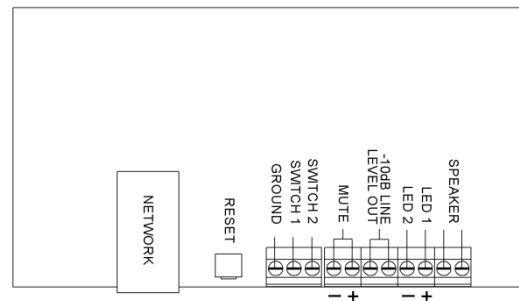 NETWORK
RESET
GROUND
SWITCH 1
SWITCH 2
MUTE
-10dB LINE
LEVEL OUT
LED 2
LED 1
SPEAKER
− +
− +